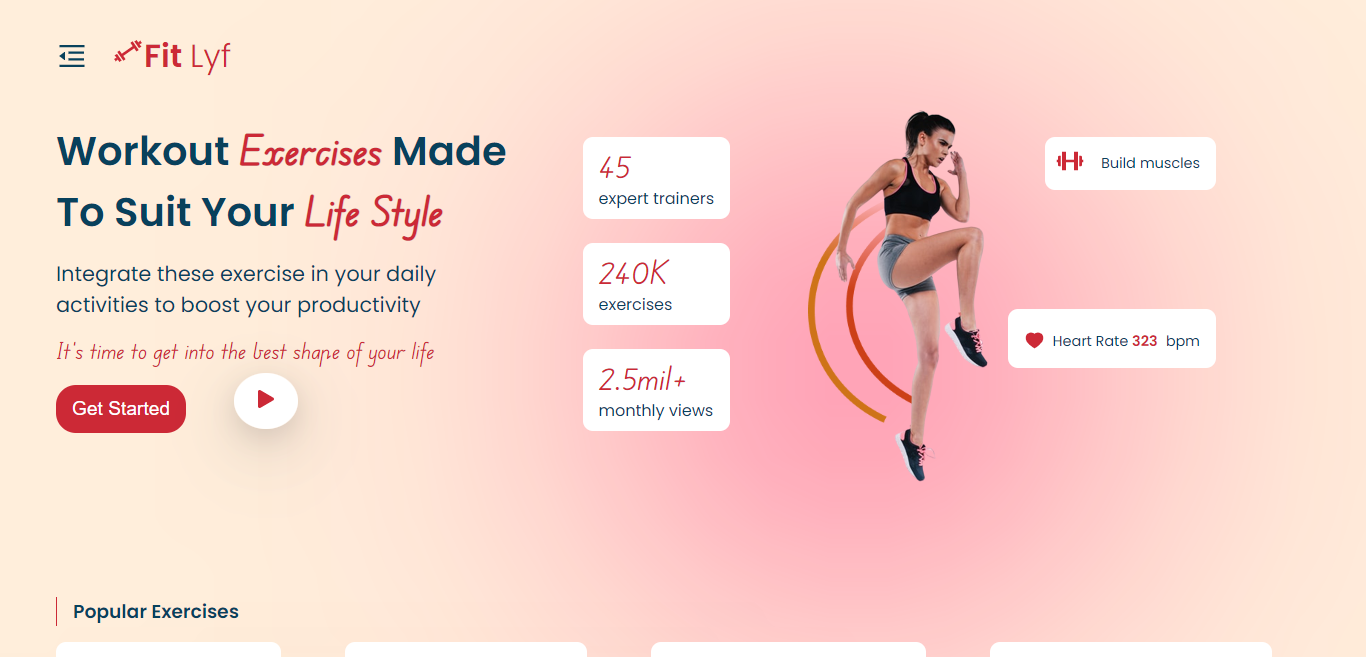 Fit Lyf
Workout Exercises Made
To Suit Your Life Style
Integrate these exercise in your daily
activities to boost your productivity
It's time to get into the best shape of your life
Get Started
45
expert trainers
240K
exercises
2.5mil+
monthly views
Build muscles
Heart Rate 323 bpm
Popular Exercises